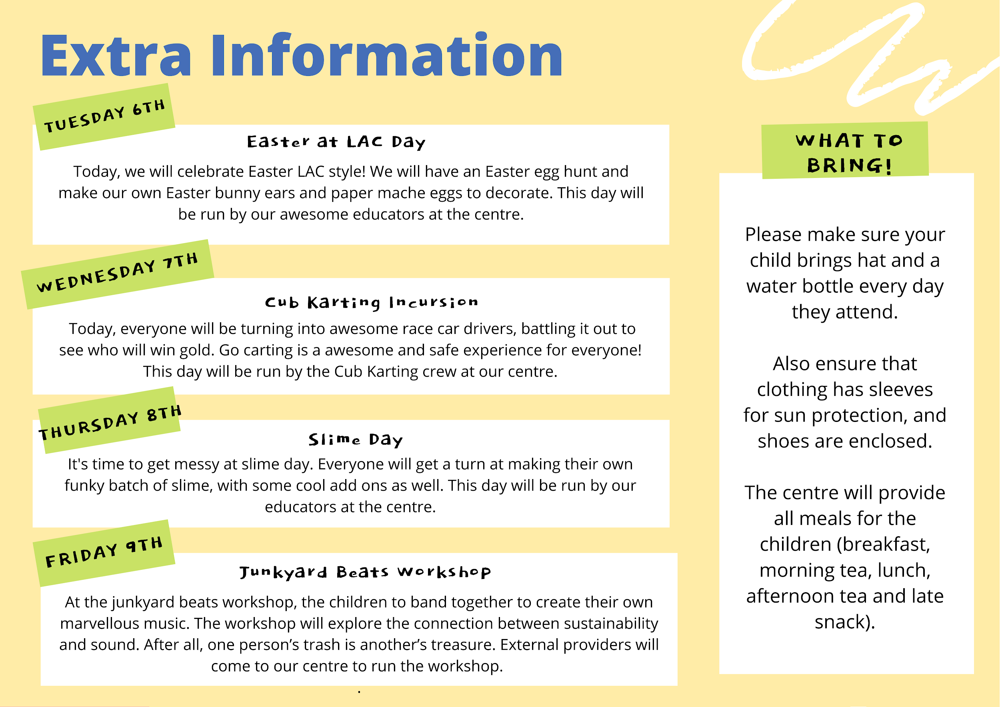 Extra Information
TUESDAY 6TH
Easter at LAC Day
Today, we will celebrate Easter LAC style! We will have an Easter egg hunt and
make our own Easter bunny ears and paper mache eggs to decorate. This day will
be run by our awesome educators at the centre.
WEDNESDAY 7TH
Cub Karting Incursion
Today, everyone will be turning into awesome race car drivers, battling it out to
see who will win gold. Go carting is a awesome and safe experience for everyone!
This day will be run by the Cub Karting crew at our centre.
THURSDAY 8TH
Slime Day
It's time to get messy at slime day. Everyone will get a turn at making their own
funky batch of slime, with some cool add ons as well. This day will be run by our
educators at the centre.
FRIDAY 9TH
Junkyard Beats Workshop
At the junkyard beats workshop, the children to band together to create their own
marvellous music. The workshop will explore the connection between sustainability
and sound. After all, one person’s trash is another’s treasure. External providers will
come to our centre to run the workshop.
.
WHAT TO
BRING!
Please make sure your
child brings hat and a
water bottle every day
they attend.
Also ensure that
clothing has sleeves
for sun protection, and
shoes are enclosed.
The centre will provide
all meals for the
children (breakfast,
morning tea, lunch,
afternoon tea and late
snack).